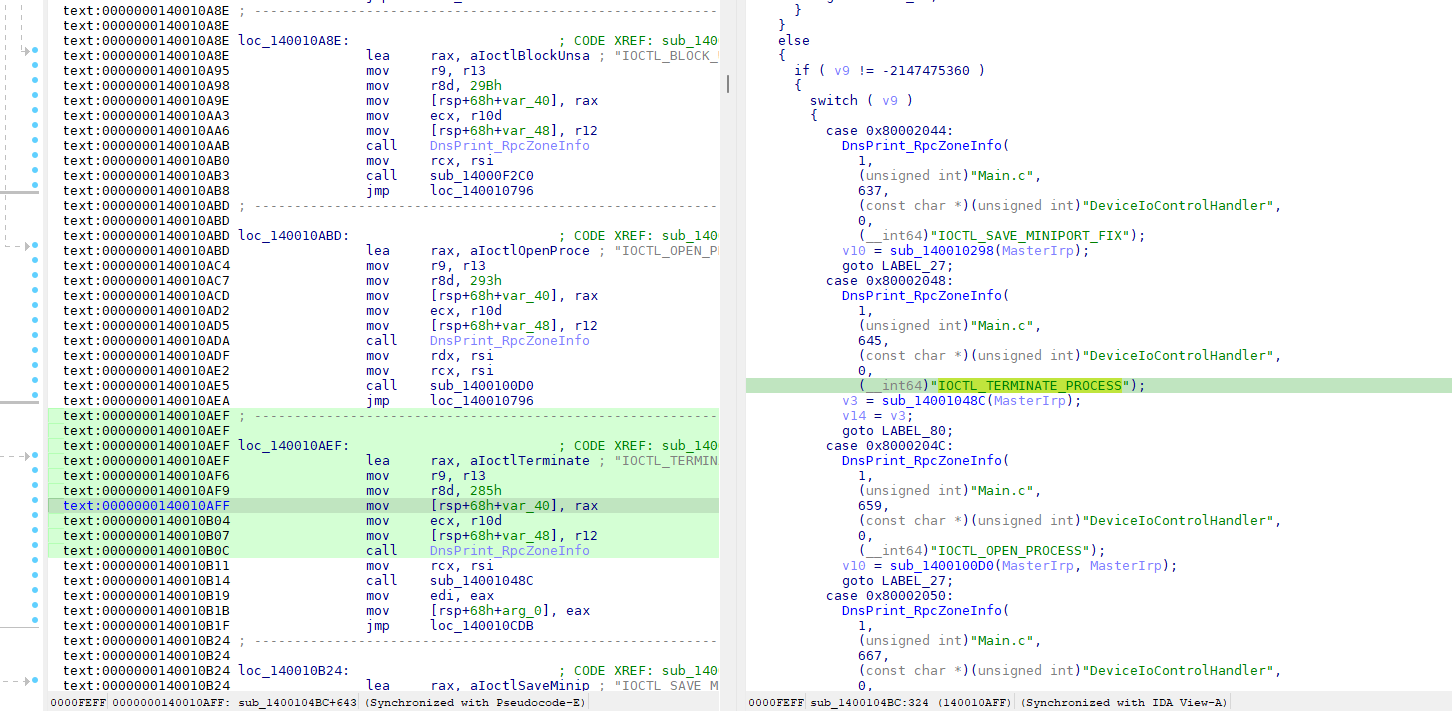 text:0000000140010A8E ; ----------------------------------------------------------
text:0000000140010A8E
text:0000000140010A8E loc_140010A8E: ; CODE XREF: sub_140
text:0000000140010A8E lea rax, aIoctlBlockUnsa ; "IOCTL_BLOCK_
text:0000000140010A95 mov r9, r13
text:0000000140010A98 mov r8d, 29Bh
text:0000000140010A9E mov [rsp+68h+var_40], rax
text:0000000140010AA3 mov ecx, r10d
text:0000000140010AA6 mov [rsp+68h+var_48], r12
text:0000000140010AAB call DnsPrint_RpcZoneInfo
text:0000000140010AB0 mov rcx, rsi
text:0000000140010AB3 call sub_14000F2C0
text:0000000140010AB8 jmp loc_140010796
text:0000000140010ABD ; ----------------------------------------------------------
text:0000000140010ABD
text:0000000140010ABD loc_140010ABD: ; CODE XREF: sub_140
text:0000000140010ABD lea rax, aIoctlOpenProce ; "IOCTL_OPEN_P
text:0000000140010AC4 mov r9, r13
text:0000000140010AC7 mov r8d, 293h
text:0000000140010ACD mov [rsp+68h+var_40], rax
text:0000000140010AD2 mov ecx, r10d
text:0000000140010AD5 mov [rsp+68h+var_48], r12
text:0000000140010ADA call DnsPrint_RpcZoneInfo
text:0000000140010ADF mov rdx, rsi
text:0000000140010AE2 mov rcx, rsi
text:0000000140010AE5 call sub_1400100D0
text:0000000140010AEA jmp loc_140010796
text:0000000140010AEF ; ----------------------------------------------------------
text:0000000140010AEF
text:0000000140010AEF loc_140010AEF: ; CODE XREF: sub_140
text:0000000140010AEF lea rax, aIoctlTerminate ; "IOCTL_TERMIN
text:0000000140010AF6 mov r9, r13
text:0000000140010AF9 mov r8d, 285h
text:0000000140010AFF mov [rsp+68h+var_40], rax
text:0000000140010B04 mov ecx, r10d
text:0000000140010B07 mov [rsp+68h+var_48], r12
text:0000000140010B0C call DnsPrint_RpcZoneInfo
text:0000000140010B11 mov rcx, rsi
text:0000000140010B14 call sub_14001048C
text:0000000140010B19 mov edi, eax
text:0000000140010B1B mov [rsp+68h+arg_0], eax
text:0000000140010B1F jmp loc_140010CDB
text:0000000140010B24 ; ----------------------------------------------------------
text:0000000140010B24
text:0000000140010B24 loc_140010B24: ; CODE XREF: sub_140
text:0000000140010B24 lea rax, aIoctlSaveMinip ; "IOCTL_SAVE_M
0000FEFF 0000000140010AFF: sub_1400104BC+643 (Synchronized with Pseudocode-E)
}
}
else
{
if ( v9 != -2147475360 )
{
switch ( v9 )
{
case 0x80002044:
DnsPrint_RpcZoneInfo(
1,
(unsigned int)"Main.c",
637,
(const char *)(unsigned int)"DeviceIoControlHandler",
0,
(__int64)"IOCTL_SAVE_MINIPORT_FIX");
v10 = sub_140010298(MasterIrp);
goto LABEL_27;
case 0x80002048:
DnsPrint_RpcZoneInfo(
1,
(unsigned int)"Main.c",
645,
(const char *)(unsigned int)"DeviceIoControlHandler",
0,
(__int64)"IOCTL_TERMINATE_PROCESS");
v3 = sub_14001048C(MasterIrp);
v14 = v3;
goto LABEL_80;
case 0x8000204C:
DnsPrint_RpcZoneInfo(
1,
(unsigned int)"Main.c",
659,
(const char *)(unsigned int)"DeviceIoControlHandler",
0,
(__int64)"IOCTL_OPEN_PROCESS");
v10 = sub_1400100D0(MasterIrp, MasterIrp);
goto LABEL_27;
case 0x80002050:
DnsPrint_RpcZoneInfo(
1,
(unsigned int)"Main.c",
667,
(const char *)(unsigned int)"DeviceIoControlHandler",
0,
0000FEFF sub_1400104BC:324 (140010AFF) (Synchronized with IDA View-A)